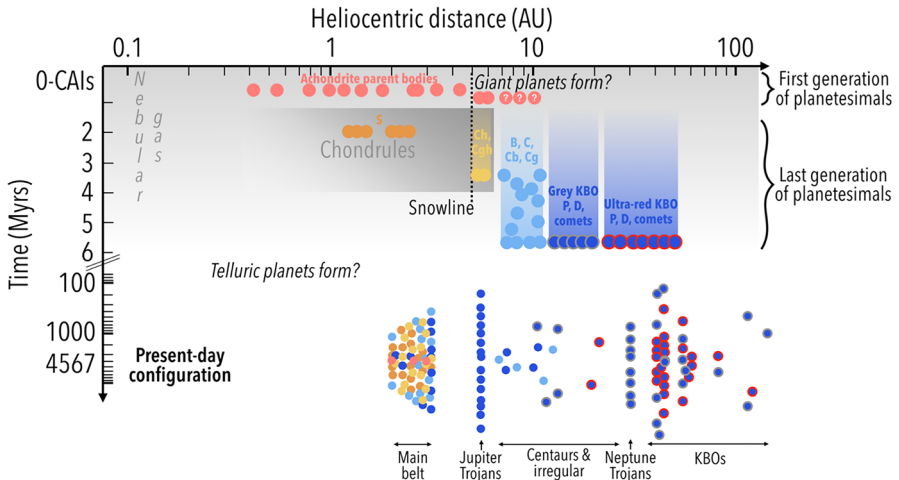 Heliocentric distance (AU)
0.1
1
10
100
0-CAIs
Nebular
gas
Achondrite parent bodies
Giant planets form?
? ? ?
First generation
of planetesimals
2
3
4
5
6
S
Chondrules
Ch,
Cgh
B, C,
Cb, Cg
Grey KBO
P, D,
comets
Ultra-red KBO
P, D, comets
Last generation
of planetesimals
Snowline
Time (Myrs)
Telluric planets form?
100
1000
4567
Present-day
configuration
Main
belt
Jupiter
Trojans
Centaurs &
irregular
Neptune
Trojans
KBOs